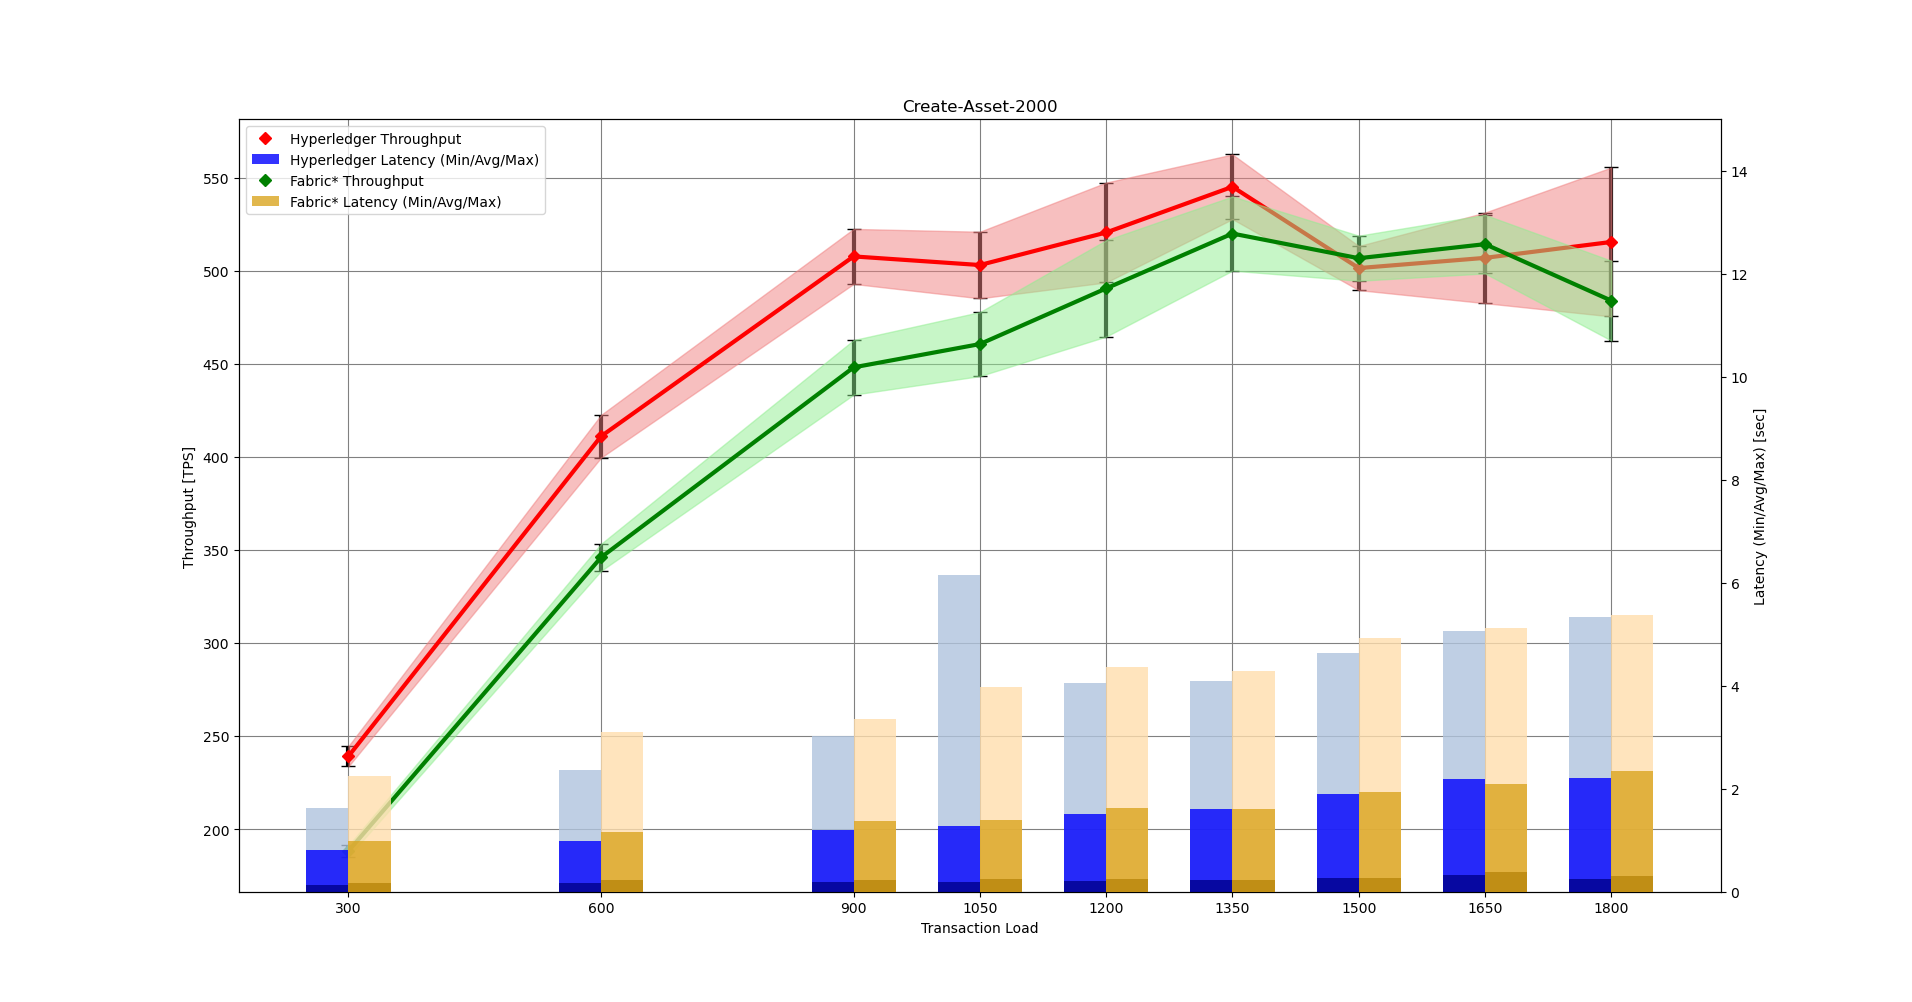 Create-Asset-2000
Hyperledger Throughput
Hyperledger Latency (Min/Avg/Max)
Fabric* Throughput
Fabric* Latency (Min/Avg/Max)
Throughput [TPS]
550
500
450
400
350
300
250
200
14
12
10
8
6
4
2
0
Latency (Min/Avg/Max) [sec]
300 600 900 1050 1200 1350 1500 1650 1800
Transaction Load